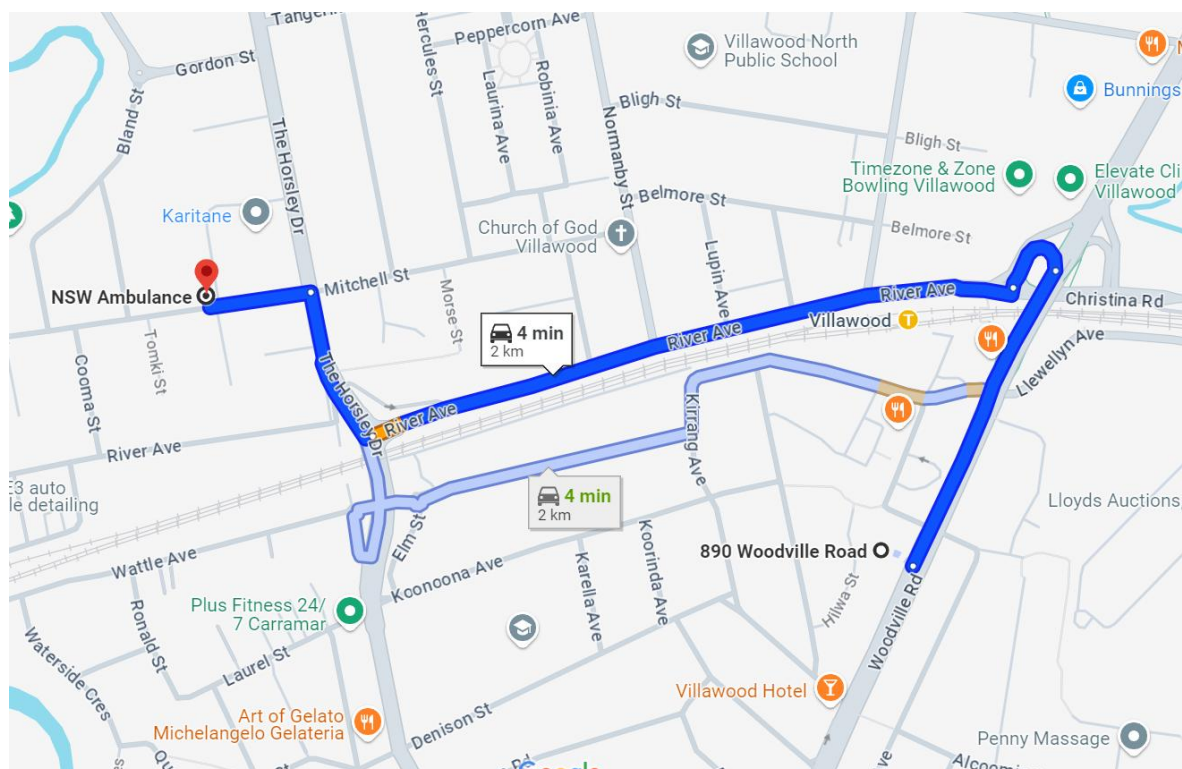 Tangerin
Hercules St
Peppercorn Ave
Villawood North
Public School
Gordon St
Laurina Ave
Robinia Ave
Bunnings
Bland St
The Horsley Dr
Bligh St
Normanby St
Bligh St
Timezone & Zone
Bowling Villawood
Elevate Cli
Villawood
Karitane
Church of God
Villawood
Belmore St
Belmore St
Lupin Ave
Mitchell St
NSW Ambulance
Morse St
River Ave
Christina Rd
Villawood
T
4 min
2 km
River Ave
Llewellyn Ave
Tomki St
Cooma St
The Horsley Dr
River Ave
River Ave
Kirrang Ave
E3 auto
le detailing
4 min
2 km
Lloyds Auctions,
Elm St
Koorinda Ave
890 Woodville Road
Wattle Ave
Koonoona Ave
Karella Ave
Hilwa St
Plus Fitness 24/
7 Carramar
Ronald St
Woodville Rd
Waterside Cres
Laurel St
Villawood Hotel
Art of Gelato
Michelangelo Gelateria
Denison St
Penny Massage
Rd
Ave
Alcoomi
Google